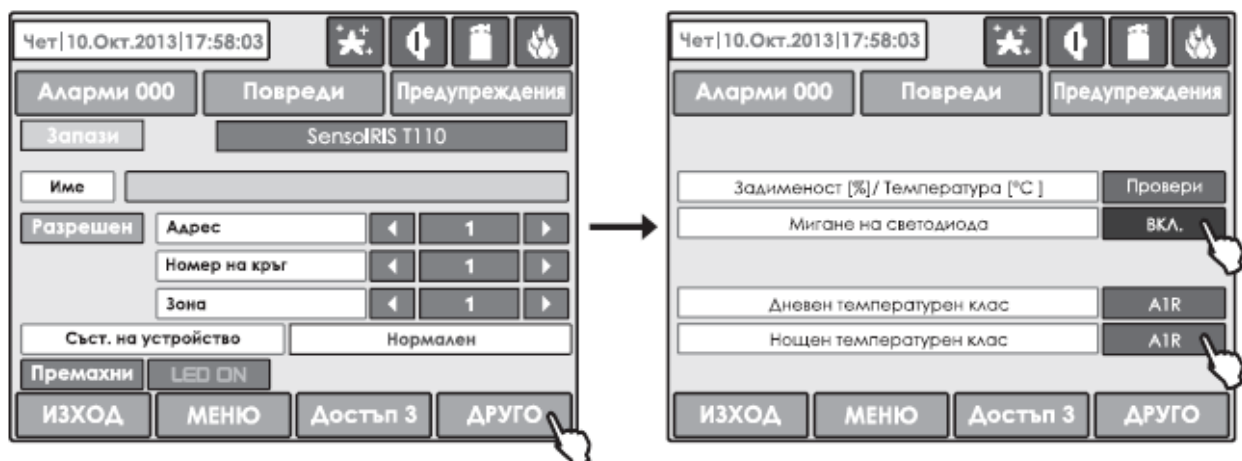 Чет|10.Окт.2013|17:58:03
Аларми 000 Повреди Предупреждения
Запази SensoIRIS T110
Име
Разрешен Адрес 1
Номер на кръг 1
Зона 1
Със. на устройство Нормален
Премахни LED ON
ИЗХОД МЕНЮ Достъп 3 ДРУГО
Чет|10.Окт.2013|17:58:03
Аларми 000 Повреди Предупреждения
Задименост [%]/ Температура [°C ] Провери
Мигане на светодиода ВКЛ.
Дневен температурен клас A1R
Нощен температурен клас A1R
ИЗХОД МЕНЮ Достъп 3 ДРУГО